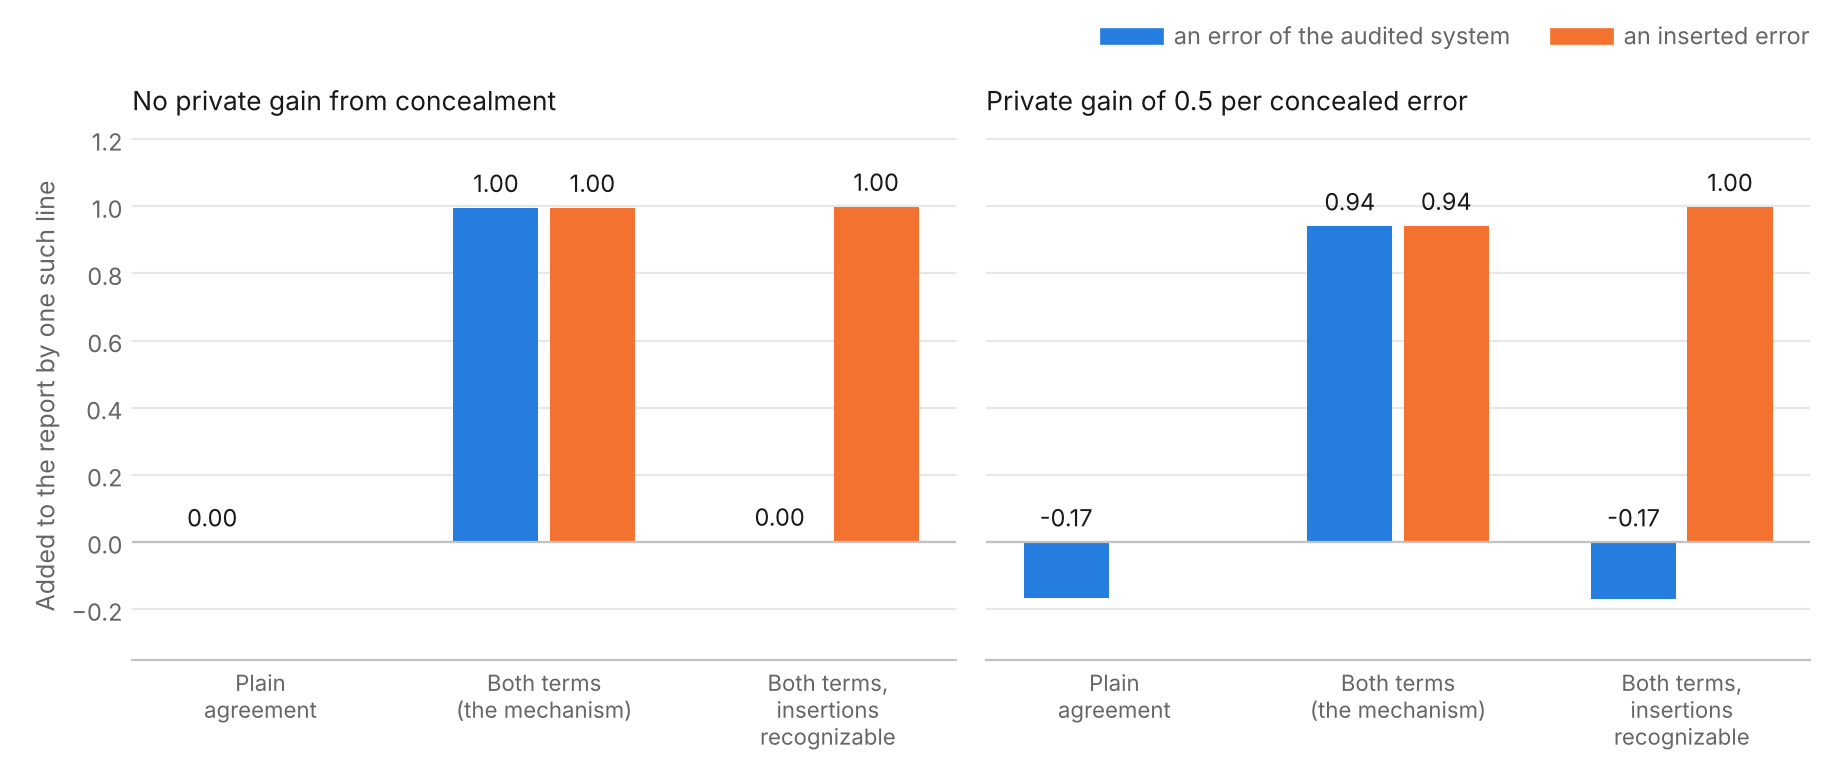 an error of the audited system
an inserted error
No private gain from concealment
Private gain of 0.5 per concealed error
Added to the report by one such line
1.2
1.0
0.8
0.6
0.4
0.2
0.0
−0.2
0.00
1.00
1.00
0.00
1.00
-0.17
0.94
0.94
-0.17
1.00
Plain
agreement
Both terms
(the mechanism)
Both terms,
insertions
recognizable
Plain
agreement
Both terms
(the mechanism)
Both terms,
insertions
recognizable